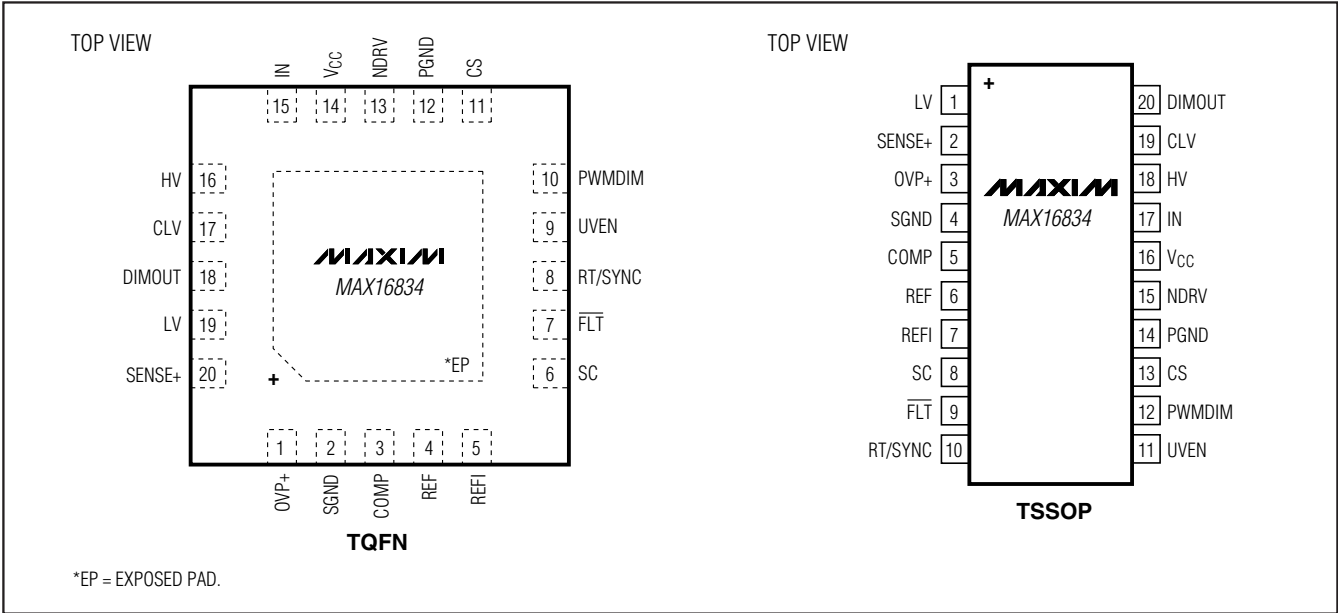 TOP VIEW
IN VCC NDRV PGND CS
15 14 13 12 11
HV 16
CLV 17
DIMOUT 18
LV 19
SENSE+ 20
10 PWMDIM
9 UVEN
8 RT/SYNC
7 FLT
6 SC
MAXIM
MAX16834
*EP
+
1 2 3 4 5
OVP+ SGND COMP REF REFI
TQFN
*EP = EXPOSED PAD.
TOP VIEW
+
LV 1
SENSE+ 2
OVP+ 3
SGND 4
COMP 5
REF 6
REFI 7
SC 8
FLT 9
RT/SYNC 10
MAXIM
MAX16834
20 DIMOUT
19 CLV
18 HV
17 IN
16 VCC
15 NDRV
14 PGND
13 CS
12 PWMDIM
11 UVEN
TSSOP